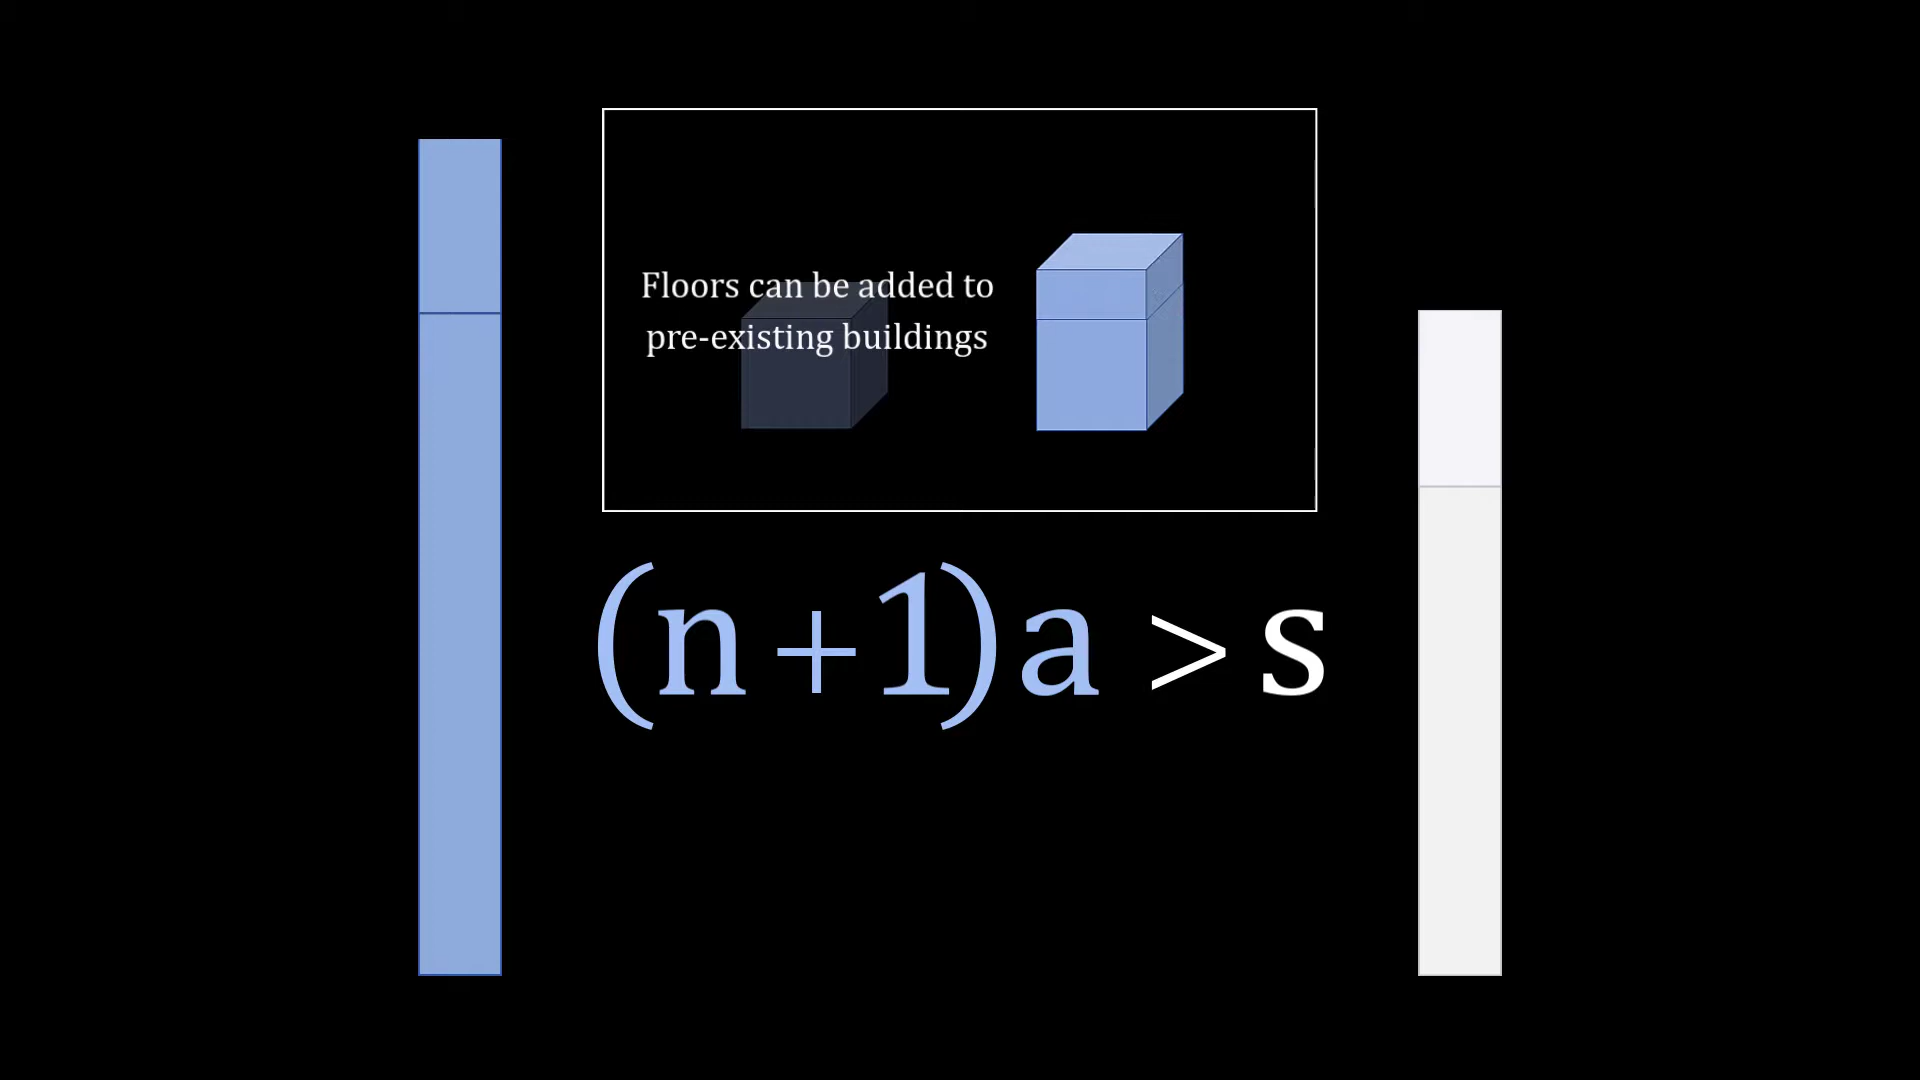 Floors can be added to
pre-existing buildings
(n+1)a > s